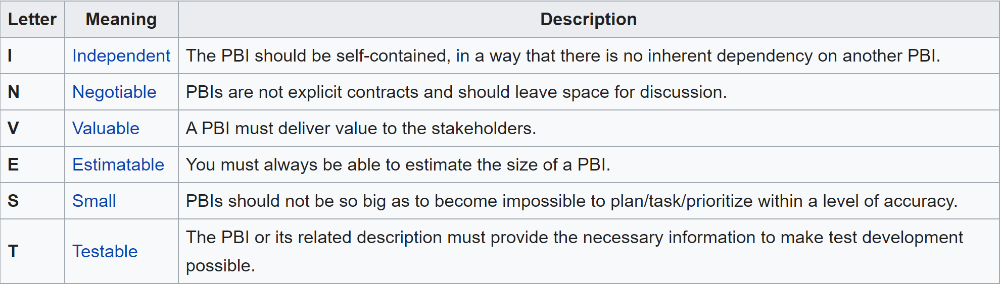 Letter Meaning Description
I Independent The PBI should be self-contained, in a way that there is no inherent dependency on another PBI.
N Negotiable PBIs are not explicit contracts and should leave space for discussion.
V Valuable A PBI must deliver value to the stakeholders.
E Estimatable You must always be able to estimate the size of a PBI.
S Small PBIs should not be so big as to become impossible to plan/task/prioritize within a level of accuracy.
T Testable The PBI or its related description must provide the necessary information to make test development
possible.